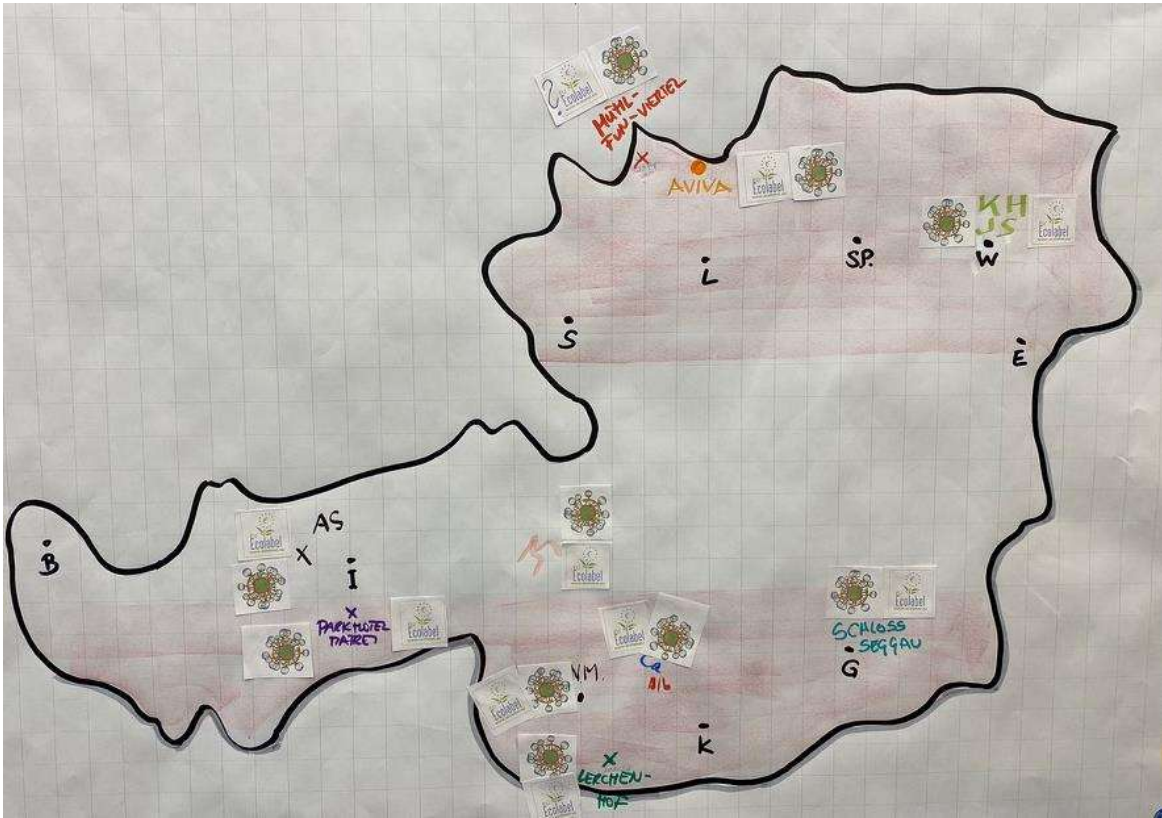 Ecolabel
MÜHL-
FUN-VIERTEL
AVIVA
Ecolabel
KH
JS
Ecolabel
L
SP.
W
S
E
Ecolabel
AS
B
I
Ecolabel
PARKHOTEL
MATREI
Ecolabel
Ecolabel
Ecolabel
SCHLOSS
SEGGAU
G
VM.
Ecolabel
K
LERCHEN-
HOF
Ecolabel